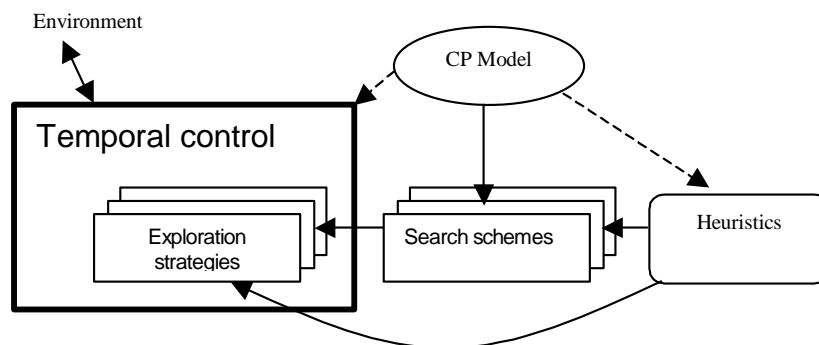 Environment
CP Model
Temporal control
Exploration
strategies
Search schemes
Heuristics